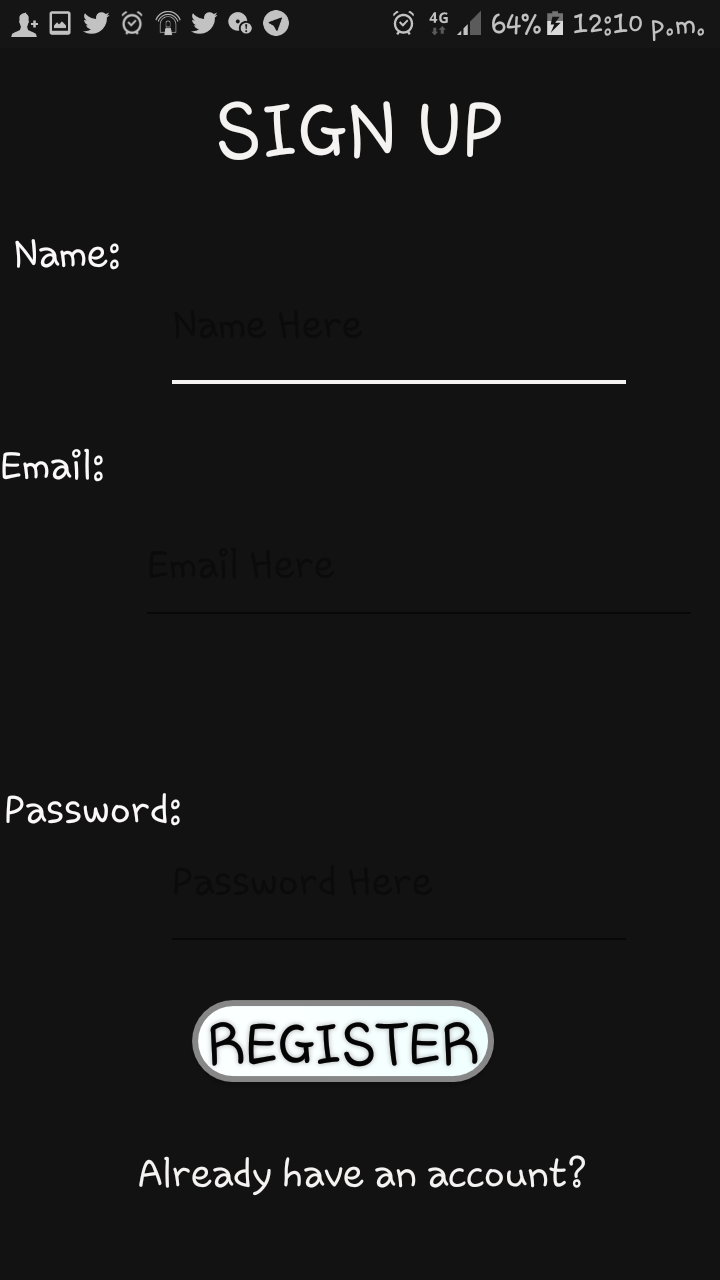 4G 64% 12:10 p.m.
SIGN UP
Name:
Name Here
Email:
Email Here
Password:
Password Here
REGISTER
Already have an account?